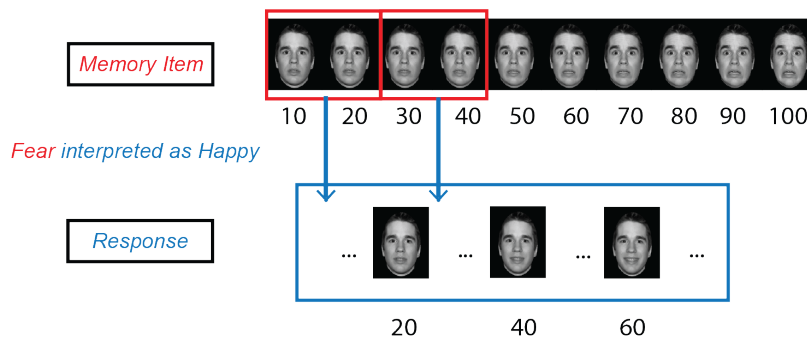 Memory Item
10 20 30 40 50 60 70 80 90 100
Fear interpreted as Happy
Response
... ... ... ...
20 40 60